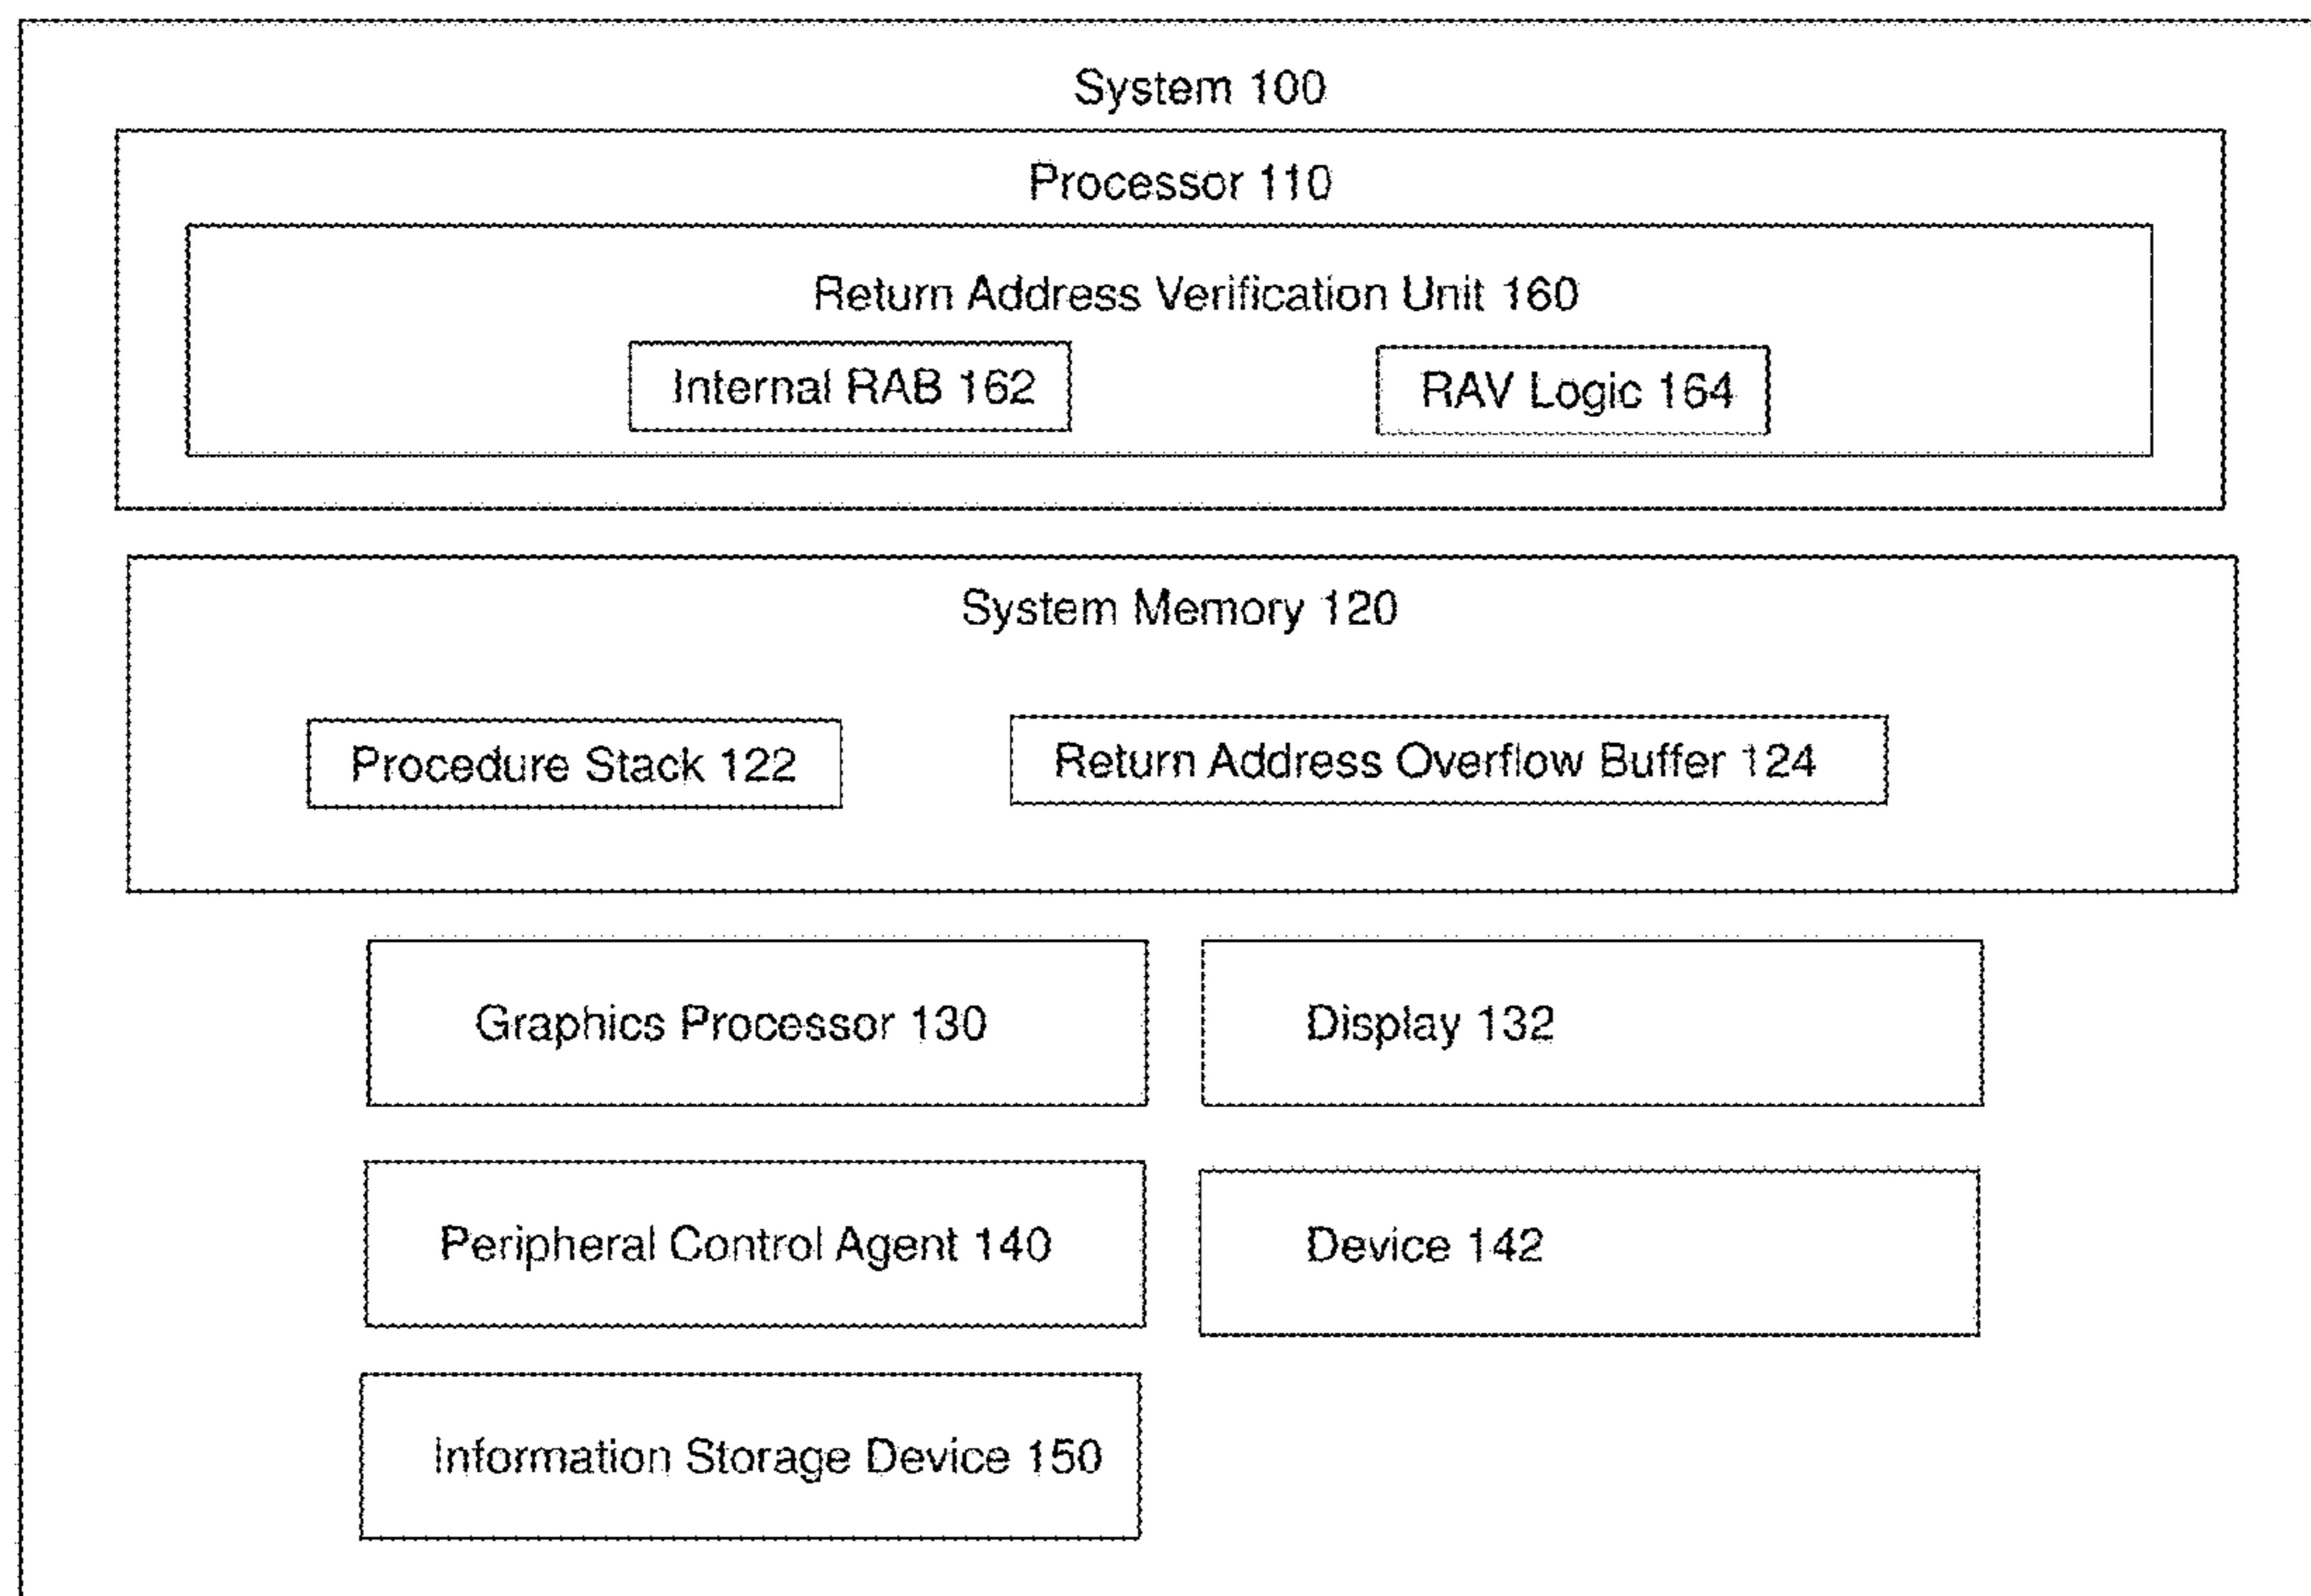 System 100
Processor 110
Return Address Verification Unit 160
Internal RAB 162
RAV Logic 164
System Memory 120
Procedure Stack 122
Return Address Overflow Buffer 124
Graphics Processor 130
Display 132
Peripheral Control Agent 140
Device 142
Information Storage Device 150